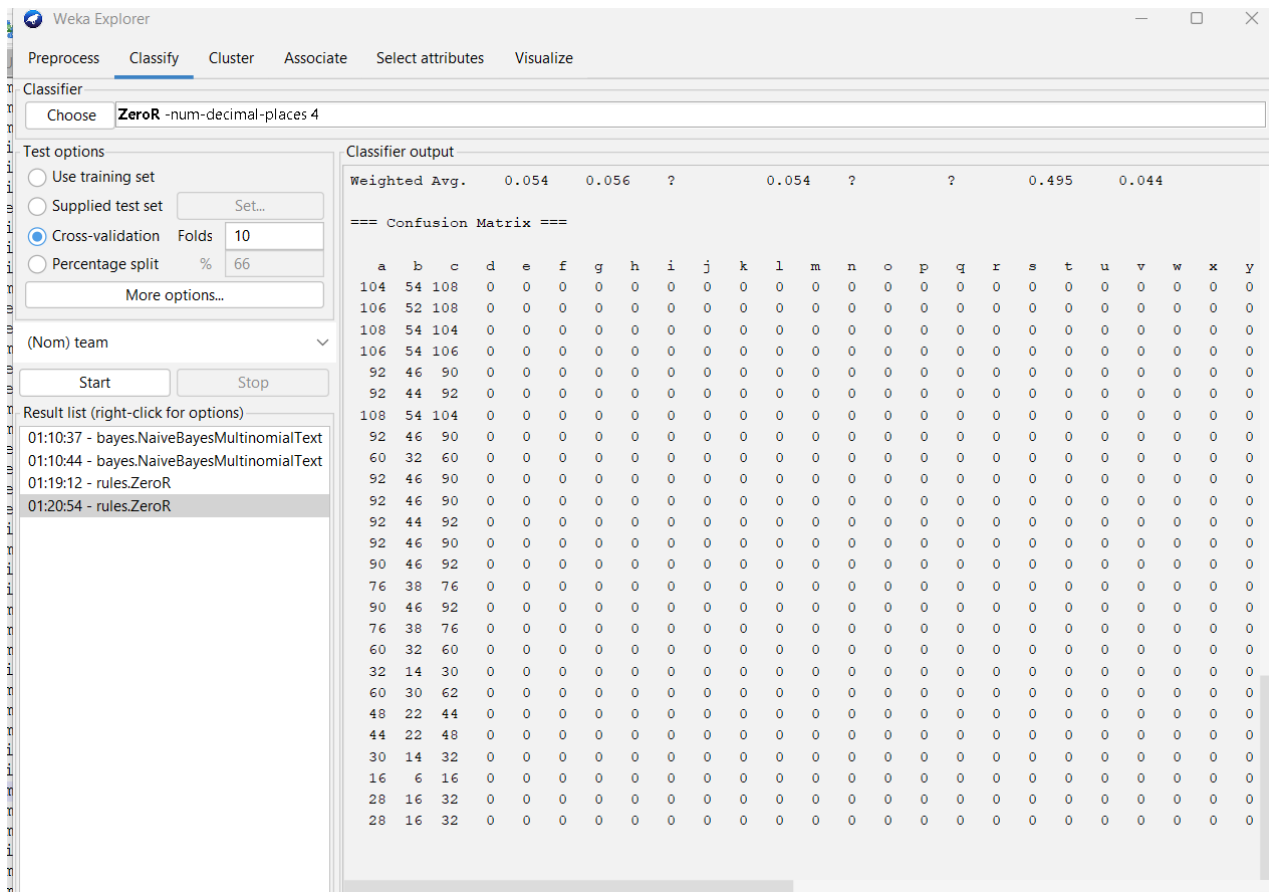 Weka Explorer
Preprocess Classify Cluster Associate Select attributes Visualize
Classifier
Choose ZeroR -num-decimal-places 4
Test options
Use training set
Supplied test set Set...
Cross-validation Folds 10
Percentage split % 66
More options...
(Nom) team
Start Stop
Result list (right-click for options)
01:10:37 - bayes.NaiveBayesMultinomialText
01:10:44 - bayes.NaiveBayesMultinomialText
01:19:12 - rules.ZeroR
01:20:54 - rules.ZeroR
Classifier output
Weighted Avg. 0.054 0.056 ? 0.054 ? ? 0.495 0.044
=== Confusion Matrix ===
a b c d e f g h i j k l m n o p q r s t u v w x y
104 54 108 0 0 0 0 0 0 0 0 0 0 0 0 0 0 0 0 0 0 0 0 0 0
106 52 108 0 0 0 0 0 0 0 0 0 0 0 0 0 0 0 0 0 0 0 0 0 0
108 54 104 0 0 0 0 0 0 0 0 0 0 0 0 0 0 0 0 0 0 0 0 0 0
106 54 106 0 0 0 0 0 0 0 0 0 0 0 0 0 0 0 0 0 0 0 0 0 0
92 46 90 0 0 0 0 0 0 0 0 0 0 0 0 0 0 0 0 0 0 0 0 0 0
92 44 92 0 0 0 0 0 0 0 0 0 0 0 0 0 0 0 0 0 0 0 0 0 0
108 54 104 0 0 0 0 0 0 0 0 0 0 0 0 0 0 0 0 0 0 0 0 0 0
92 46 90 0 0 0 0 0 0 0 0 0 0 0 0 0 0 0 0 0 0 0 0 0 0
60 32 60 0 0 0 0 0 0 0 0 0 0 0 0 0 0 0 0 0 0 0 0 0 0
92 46 90 0 0 0 0 0 0 0 0 0 0 0 0 0 0 0 0 0 0 0 0 0 0
92 46 90 0 0 0 0 0 0 0 0 0 0 0 0 0 0 0 0 0 0 0 0 0 0
92 44 92 0 0 0 0 0 0 0 0 0 0 0 0 0 0 0 0 0 0 0 0 0 0
92 46 90 0 0 0 0 0 0 0 0 0 0 0 0 0 0 0 0 0 0 0 0 0 0
90 46 92 0 0 0 0 0 0 0 0 0 0 0 0 0 0 0 0 0 0 0 0 0 0
76 38 76 0 0 0 0 0 0 0 0 0 0 0 0 0 0 0 0 0 0 0 0 0 0
90 46 92 0 0 0 0 0 0 0 0 0 0 0 0 0 0 0 0 0 0 0 0 0 0
76 38 76 0 0 0 0 0 0 0 0 0 0 0 0 0 0 0 0 0 0 0 0 0 0
60 32 60 0 0 0 0 0 0 0 0 0 0 0 0 0 0 0 0 0 0 0 0 0 0
32 14 30 0 0 0 0 0 0 0 0 0 0 0 0 0 0 0 0 0 0 0 0 0 0
60 30 62 0 0 0 0 0 0 0 0 0 0 0 0 0 0 0 0 0 0 0 0 0 0
48 22 44 0 0 0 0 0 0 0 0 0 0 0 0 0 0 0 0 0 0 0 0 0 0
44 22 48 0 0 0 0 0 0 0 0 0 0 0 0 0 0 0 0 0 0 0 0 0 0
30 14 32 0 0 0 0 0 0 0 0 0 0 0 0 0 0 0 0 0 0 0 0 0 0
16 6 16 0 0 0 0 0 0 0 0 0 0 0 0 0 0 0 0 0 0 0 0 0 0
28 16 32 0 0 0 0 0 0 0 0 0 0 0 0 0 0 0 0 0 0 0 0 0 0
28 16 32 0 0 0 0 0 0 0 0 0 0 0 0 0 0 0 0 0 0 0 0 0 0